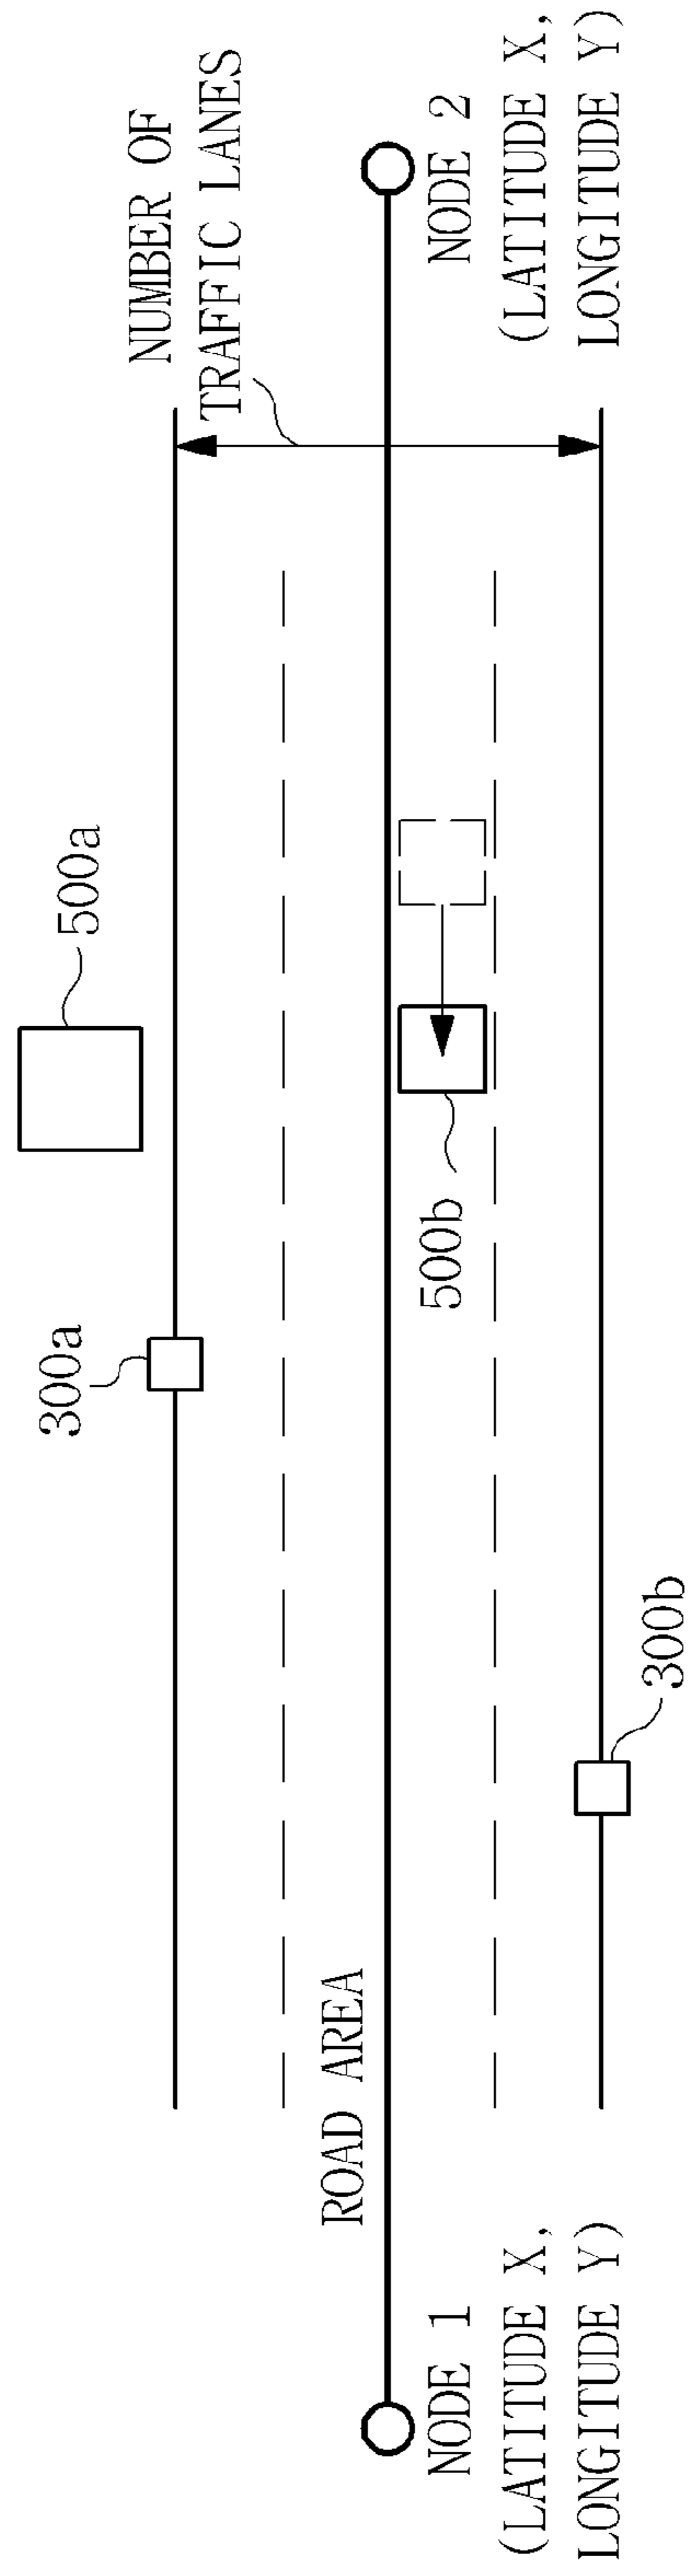 NUMBER OF
TRAFFIC LANES
500a
300a
ROAD AREA
500b
300b
NODE 1
(LATITUDE X,
LONGITUDE Y)
NODE 2
(LATITUDE X,
LONGITUDE Y)